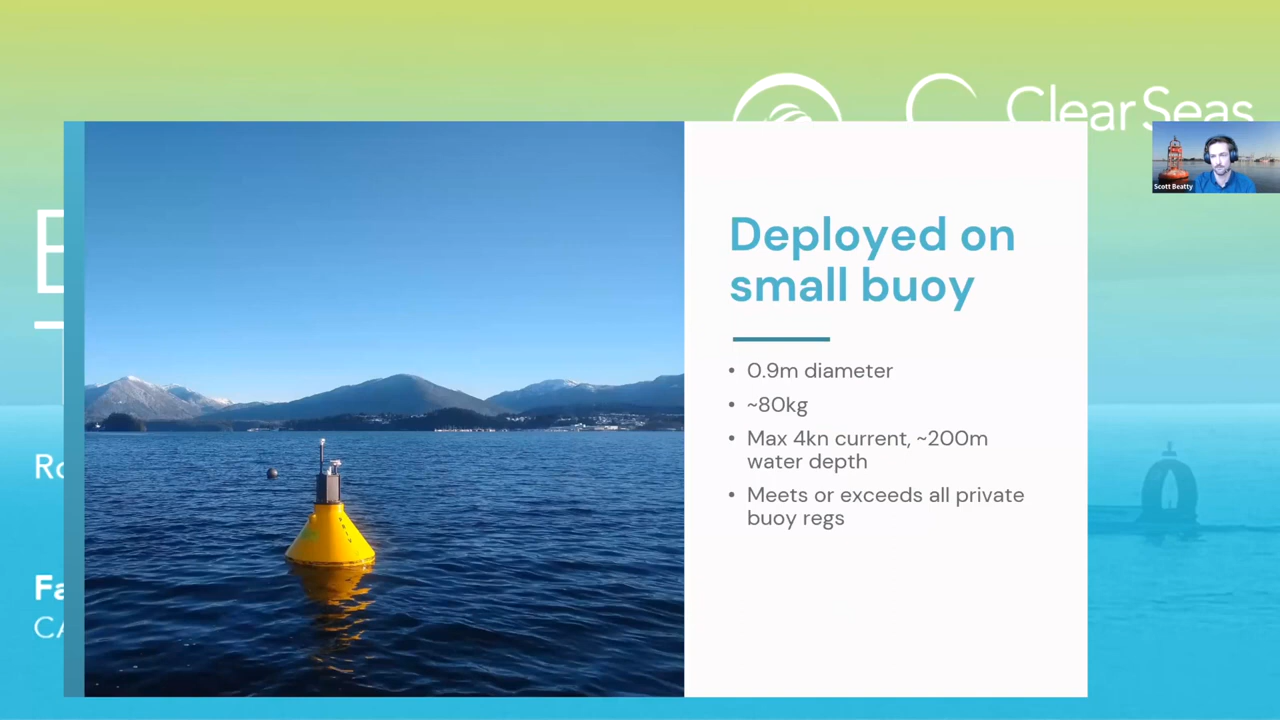 Clear Seas
Scott Beatty
Deployed on
small buoy
• 0.9m diameter
• ~80kg
• Max 4kn current, ~200m
water depth
• Meets or exceeds all private
buoy regs